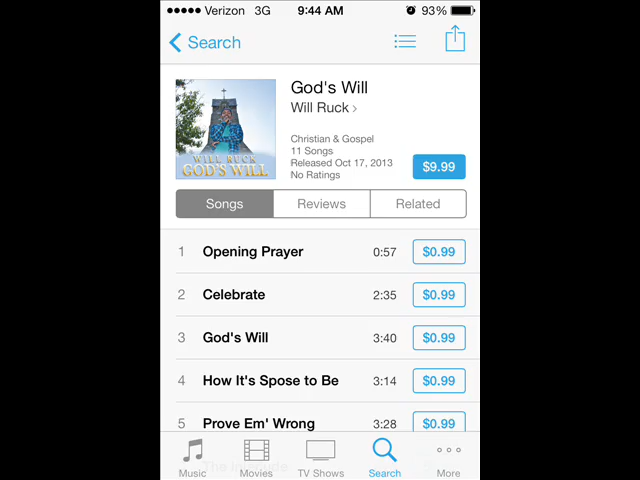 Verizon 3G 9:44 AM 93%
Search
WILL RUCK
GOD'S WILL
God's Will
Will Ruck
Christian & Gospel
11 Songs
Released Oct 17, 2013
No Ratings
$9.99
Songs Reviews Related
1 Opening Prayer 0:57 $0.99
2 Celebrate 2:35 $0.99
3 God's Will 3:40 $0.99
4 How It's Spose to Be 3:14 $0.99
5 Prove Em' Wrong 3:28 $0.99
Music Movies TV Shows Search More